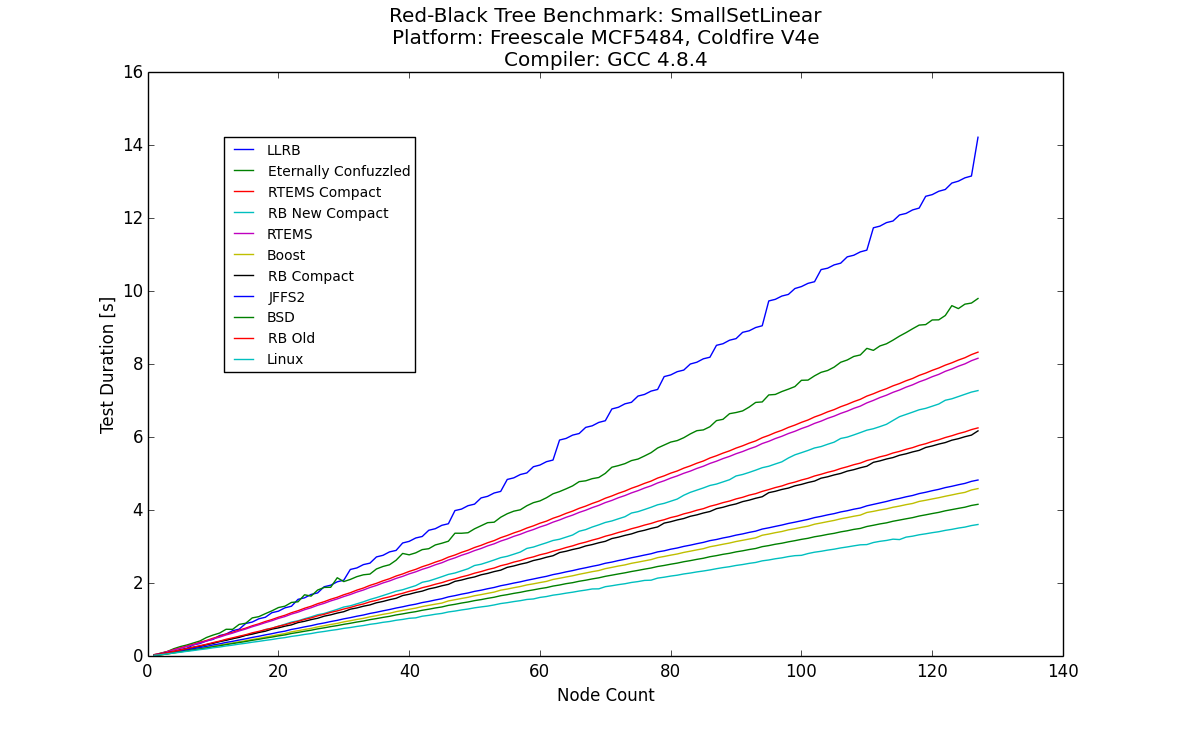 Red-Black Tree Benchmark: SmallSetLinear
Platform: Freescale MCF5484, Coldfire V4e
Compiler: GCC 4.8.4
16
14
12
10
8
6
4
2
0
Test Duration [s]
LLRB
Eternally Confuzzled
RTEMS Compact
RB New Compact
RTEMS
Boost
RB Compact
JFFS2
BSD
RB Old
Linux
0 20 40 60 80 100 120 140
Node Count